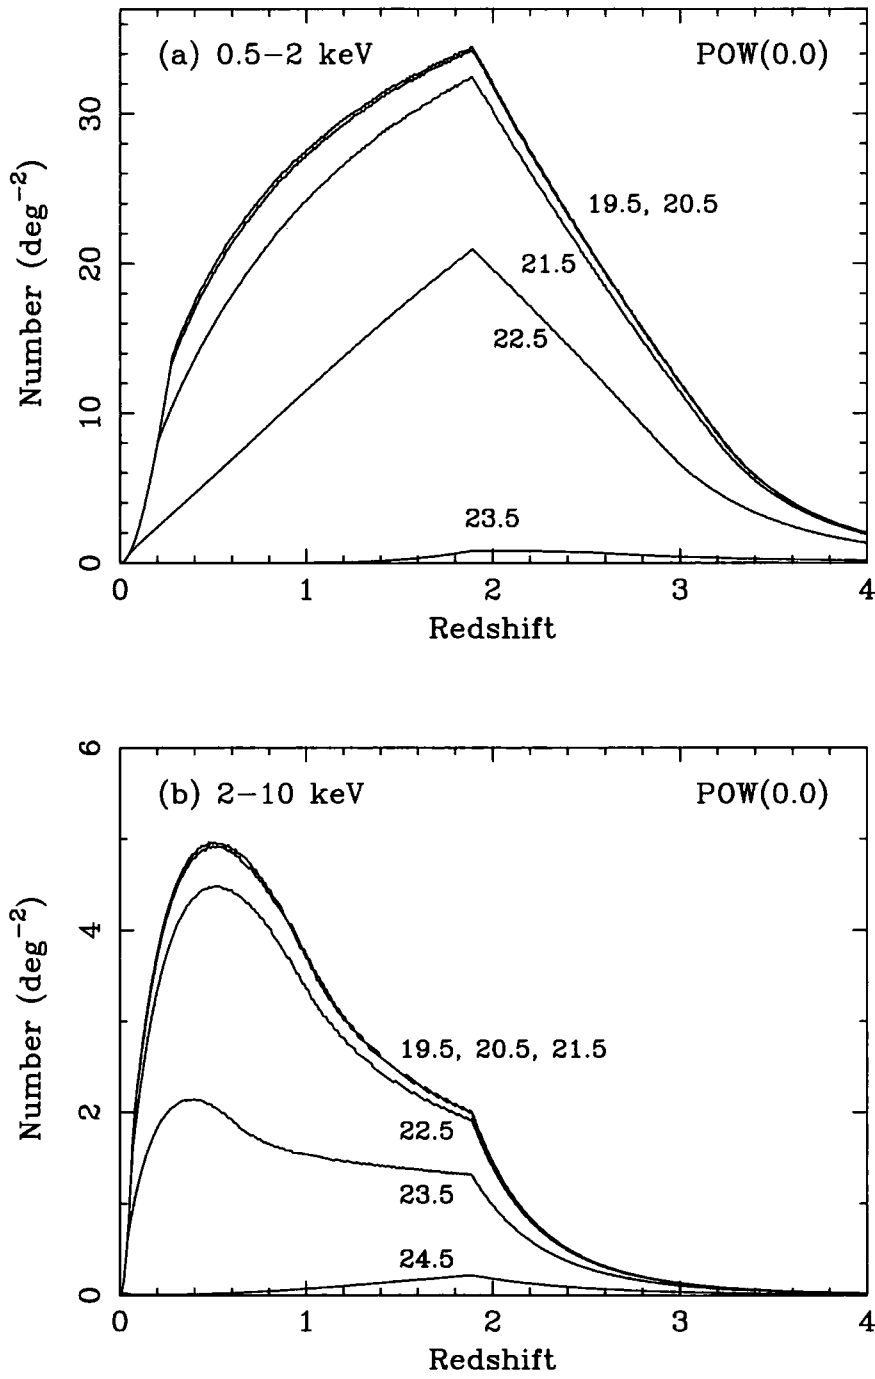 (a) 0.5−2 keV
POW(0.0)
30
20
10
0
Number (deg⁻²)
19.5, 20.5
21.5
22.5
23.5
0 1 2 3 4
Redshift
(b) 2−10 keV
POW(0.0)
6
4
2
0
Number (deg⁻²)
19.5, 20.5, 21.5
22.5
23.5
24.5
0 1 2 3 4
Redshift